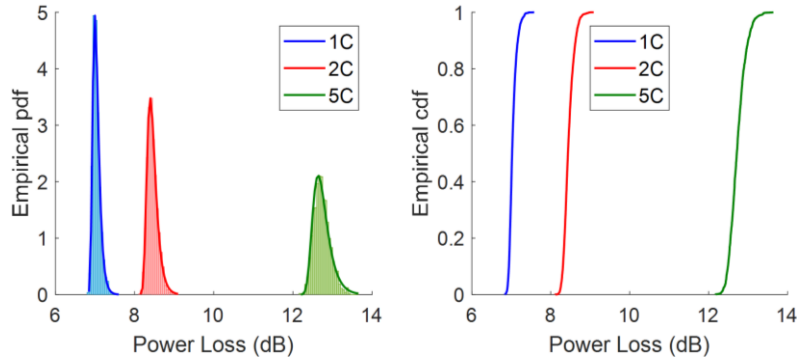 5
4
3
2
1
0
Empirical pdf
6 8 10 12 14
Power Loss (dB)
1C
2C
5C
1
0.8
0.6
0.4
0.2
0
Empirical cdf
6 8 10 12 14
Power Loss (dB)
1C
2C
5C